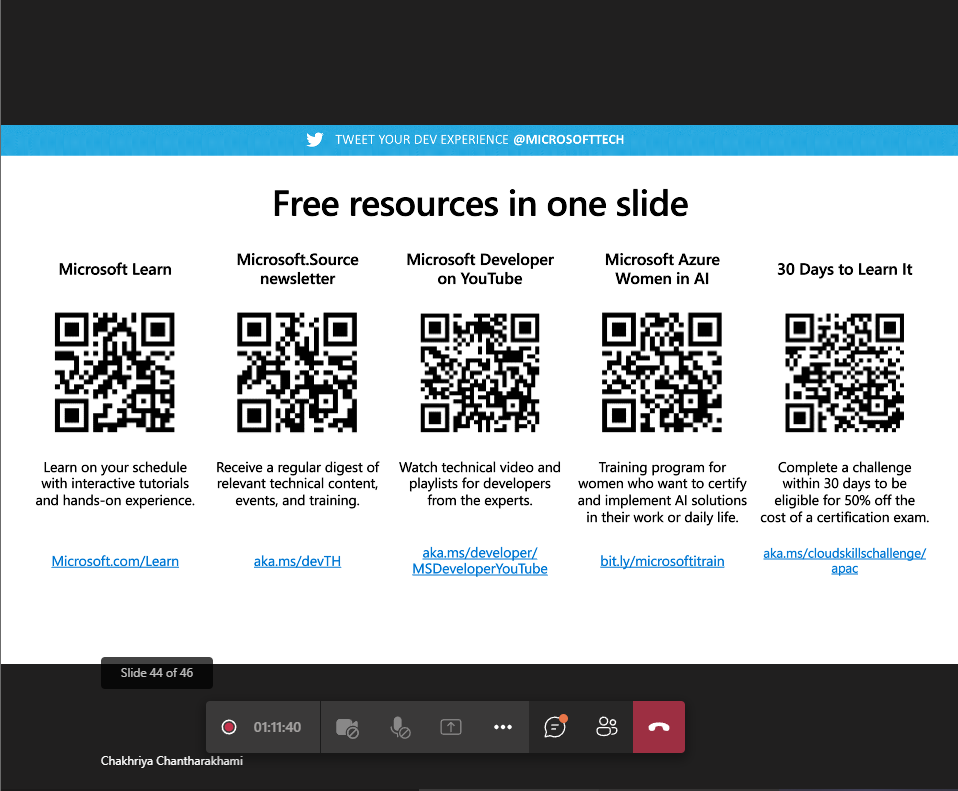 TWEET YOUR DEV EXPERIENCE @MICROSOFTTECH
Free resources in one slide
Microsoft Learn
Learn on your schedule
with interactive tutorials
and hands-on experience.
Microsoft.com/Learn
Microsoft.Source
newsletter
Receive a regular digest of
relevant technical content,
events, and training.
aka.ms/devTH
Microsoft Developer
on YouTube
Watch technical video and
playlists for developers
from the experts.
aka.ms/developer/
MSDeveloperYouTube
Microsoft Azure
Women in AI
Training program for
women who want to certify
and implement AI solutions
in their work or daily life.
bit.ly/microsoftitrain
30 Days to Learn It
Complete a challenge
within 30 days to be
eligible for 50% off the
cost of a certification exam.
aka.ms/cloudskillschallenge/
apac
Slide 44 of 46
01:11:40
Chakhriya Chantharakhami